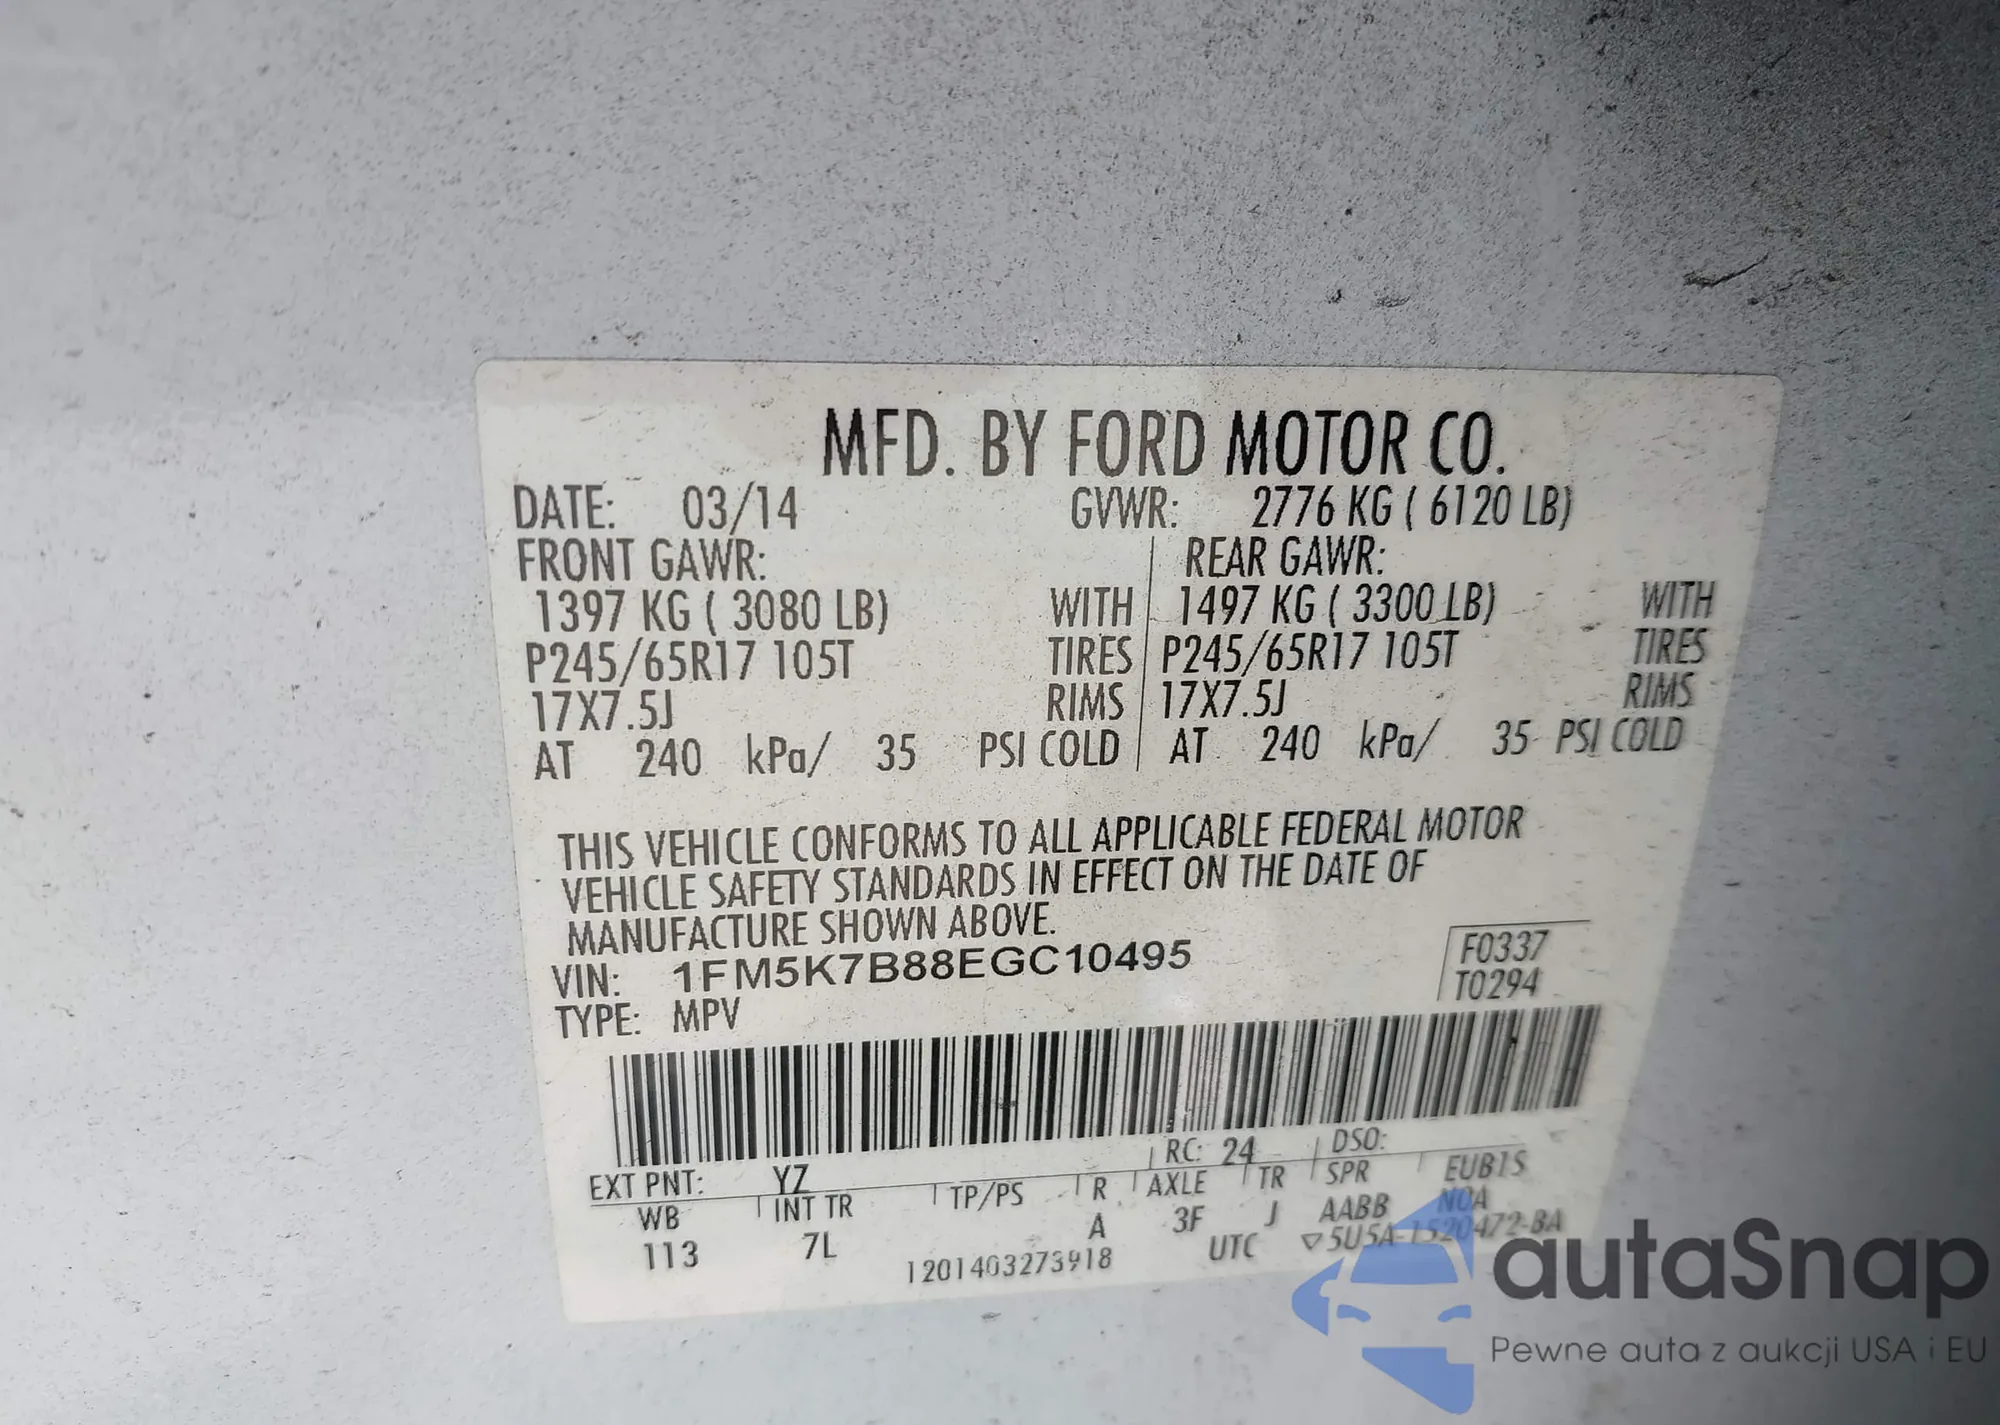 MFD. BY FORD MOTOR CO.
DATE: 03/14 GVWR: 2776 KG ( 6120 LB)
FRONT GAWR: REAR GAWR:
1397 KG ( 3080 LB) WITH 1497 KG ( 3300 LB) WITH
P245/65R17 105T TIRES P245/65R17 105T TIRES
17X7.5J RIMS 17X7.5J RIMS
AT 240 kPa/ 35 PSI COLD AT 240 kPa/ 35 PSI COLD
THIS VEHICLE CONFORMS TO ALL APPLICABLE FEDERAL MOTOR
VEHICLE SAFETY STANDARDS IN EFFECT ON THE DATE OF
MANUFACTURE SHOWN ABOVE.
VIN: 1FM5K7B88EGC10495
F0337
TYPE: MPV
T0294
EXT PNT: YZ RC: 24 DSO:
WB INT TR TP/PS R AXLE TR SPR EUB1S
113 7L A 3F J AABB NOA
1201403273918 UTC ▽5U5A-1520472-BA
autaSnap
Pewne auta z aukcji USA i EU